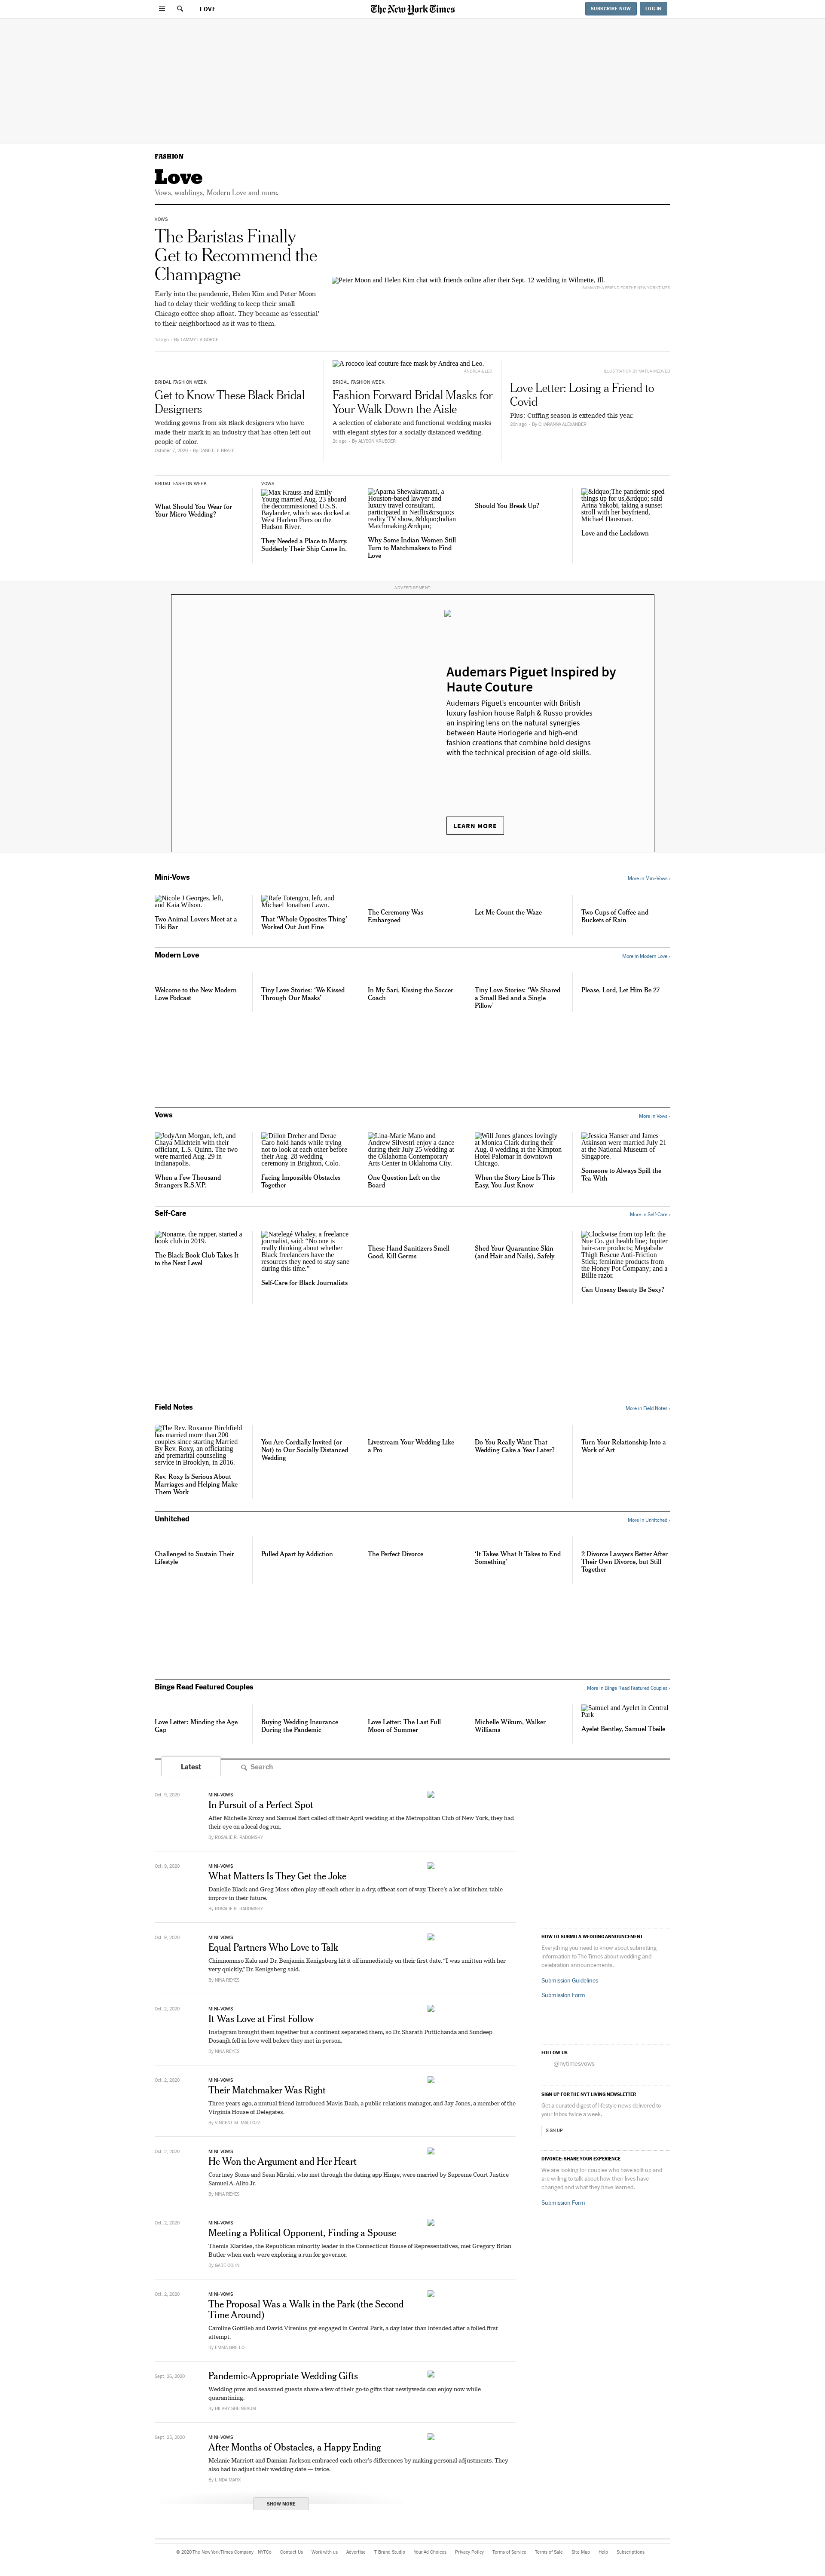 LOVE
The New York Times
SUBSCRIBE NOW
LOG IN
FASHION
Love
Vows, weddings, Modern Love and more.
VOWS
The Baristas Finally
Get to Recommend the
Champagne
Early into the pandemic, Helen Kim and Peter Moon
had to delay their wedding to keep their small
Chicago coffee shop afloat. They became as ‘essential’
to their neighborhood as it was to them.
1d ago · By TAMMY LA GORCE
Peter Moon and Helen Kim chat with friends online after their Sept. 12 wedding in Wilmette, Ill.
SAMANTHA FRIEND FOR THE NEW YORK TIMES
BRIDAL FASHION WEEK
Get to Know These Black Bridal
Designers
Wedding gowns from six Black designers who have
made their mark in an industry that has often left out
people of color.
October 7, 2020 · By DANIELLE BRAFF
A rococo leaf couture face mask by Andrea and Leo.
ANDREA & LEO
BRIDAL FASHION WEEK
Fashion Forward Bridal Masks for
Your Walk Down the Aisle
A selection of elaborate and functional wedding masks
with elegant styles for a socially distanced wedding.
2d ago · By ALYSON KRUEGER
ILLUSTRATION BY MATIJA MEDVED
Love Letter: Losing a Friend to
Covid
Plus: Cuffing season is extended this year.
20h ago · By CHARANNA ALEXANDER
BRIDAL FASHION WEEK
What Should You Wear for
Your Micro Wedding?
VOWS
Max Krauss and Emily
Young married Aug. 23 aboard
the decommissioned U.S.S.
Baylander, which was docked at
West Harlem Piers on the
Hudson River.
They Needed a Place to Marry.
Suddenly Their Ship Came In.
Aparna Shewakramani, a
Houston-based lawyer and
luxury travel consultant,
participated in Netflix&rsquo;s
reality TV show, &ldquo;Indian
Matchmaking.&rdquo;
Why Some Indian Women Still
Turn to Matchmakers to Find
Love
Should You Break Up?
&ldquo;The pandemic sped
things up for us,&rdquo; said
Arina Yakobi, taking a sunset
stroll with her boyfriend,
Michael Hausman.
Love and the Lockdown
ADVERTISEMENT
Audemars Piguet Inspired by
Haute Couture
Audemars Piguet’s encounter with British
luxury fashion house Ralph & Russo provides
an inspiring lens on the natural synergies
between Haute Horlogerie and high-end
fashion creations that combine bold designs
with the technical precision of age-old skills.
LEARN MORE
Mini-Vows
More in Mini-Vows ›
Nicole J Georges, left,
and Kaia Wilson.
Two Animal Lovers Meet at a
Tiki Bar
Rafe Totengco, left, and
Michael Jonathan Lawn.
That ‘Whole Opposites Thing’
Worked Out Just Fine
The Ceremony Was
Embargoed
Let Me Count the Waze
Two Cups of Coffee and
Buckets of Rain
Modern Love
More in Modern Love ›
Welcome to the New Modern
Love Podcast
Tiny Love Stories: ‘We Kissed
Through Our Masks’
In My Sari, Kissing the Soccer
Coach
Tiny Love Stories: ‘We Shared
a Small Bed and a Single
Pillow’
Please, Lord, Let Him Be 27
Vows
More in Vows ›
JodyAnn Morgan, left, and
Chaya Milchtein with their
officiant, L.S. Quinn. The two
were married Aug. 29 in
Indianapolis.
When a Few Thousand
Strangers R.S.V.P.
Dillon Dreher and Derae
Caro hold hands while trying
not to look at each other before
their Aug. 28 wedding
ceremony in Brighton, Colo.
Facing Impossible Obstacles
Together
Lina-Marie Mano and
Andrew Silvestri enjoy a dance
during their July 25 wedding at
the Oklahoma Contemporary
Arts Center in Oklahoma City.
One Question Left on the
Board
Will Jones glances lovingly
at Monica Clark during their
Aug. 8 wedding at the Kimpton
Hotel Palomar in downtown
Chicago.
When the Story Line Is This
Easy, You Just Know
Jessica Hanser and James
Atkinson were married July 21
at the National Museum of
Singapore.
Someone to Always Spill the
Tea With
Self-Care
More in Self-Care ›
Noname, the rapper, started a
book club in 2019.
The Black Book Club Takes It
to the Next Level
Natelegé Whaley, a freelance
journalist, said: “No one is
really thinking about whether
Black freelancers have the
resources they need to stay sane
during this time.”
Self-Care for Black Journalists
These Hand Sanitizers Smell
Good, Kill Germs
Shed Your Quarantine Skin
(and Hair and Nails), Safely
Clockwise from top left: the
Nue Co. gut health line; Jupiter
hair-care products; Megababe
Thigh Rescue Anti-Friction
Stick; feminine products from
the Honey Pot Company; and a
Billie razor.
Can Unsexy Beauty Be Sexy?
Field Notes
More in Field Notes ›
The Rev. Roxanne Birchfield
has married more than 200
couples since starting Married
By Rev. Roxy, an officiating
and premarital counseling
service in Brooklyn, in 2016.
Rev. Roxy Is Serious About
Marriages and Helping Make
Them Work
You Are Cordially Invited (or
Not) to Our Socially Distanced
Wedding
Livestream Your Wedding Like
a Pro
Do You Really Want That
Wedding Cake a Year Later?
Turn Your Relationship Into a
Work of Art
Unhitched
More in Unhitched ›
Challenged to Sustain Their
Lifestyle
Pulled Apart by Addiction
The Perfect Divorce
‘It Takes What It Takes to End
Something’
2 Divorce Lawyers Better After
Their Own Divorce, but Still
Together
Binge Read Featured Couples
More in Binge Read Featured Couples ›
Love Letter: Minding the Age
Gap
Buying Wedding Insurance
During the Pandemic
Love Letter: The Last Full
Moon of Summer
Michelle Wikum, Walker
Williams
Samuel and Ayelet in Central
Park
Ayelet Bentley, Samuel Tbeile
Latest
Search
Oct. 9, 2020
MINI-VOWS
In Pursuit of a Perfect Spot
After Michelle Krozy and Samuel Bart called off their April wedding at the Metropolitan Club of New York, they had
their eye on a local dog run.
By ROSALIE R. RADOMSKY
Oct. 9, 2020
MINI-VOWS
What Matters Is They Get the Joke
Danielle Black and Greg Moss often play off each other in a dry, offbeat sort of way. There’s a lot of kitchen-table
improv in their future.
By ROSALIE R. RADOMSKY
Oct. 9, 2020
MINI-VOWS
Equal Partners Who Love to Talk
Chimnomnso Kalu and Dr. Benjamin Kenigsberg hit it off immediately on their first date. “I was smitten with her
very quickly,” Dr. Kenigsberg said.
By NINA REYES
Oct. 2, 2020
MINI-VOWS
It Was Love at First Follow
Instagram brought them together but a continent separated them, so Dr. Sharath Puttichanda and Sundeep
Dosanjh fell in love well before they met in person.
By NINA REYES
Oct. 2, 2020
MINI-VOWS
Their Matchmaker Was Right
Three years ago, a mutual friend introduced Mavis Baah, a public relations manager, and Jay Jones, a member of the
Virginia House of Delegates.
By VINCENT M. MALLOZZI
Oct. 2, 2020
MINI-VOWS
He Won the Argument and Her Heart
Courtney Stone and Sean Mirski, who met through the dating app Hinge, were married by Supreme Court Justice
Samuel A. Alito Jr.
By NINA REYES
Oct. 2, 2020
MINI-VOWS
Meeting a Political Opponent, Finding a Spouse
Themis Klarides, the Republican minority leader in the Connecticut House of Representatives, met Gregory Brian
Butler when each were exploring a run for governor.
By GABE COHN
Oct. 2, 2020
MINI-VOWS
The Proposal Was a Walk in the Park (the Second
Time Around)
Caroline Gottlieb and David Virenius got engaged in Central Park, a day later than intended after a foiled first
attempt.
By EMMA GRILLO
Sept. 26, 2020
Pandemic-Appropriate Wedding Gifts
Wedding pros and seasoned guests share a few of their go-to gifts that newlyweds can enjoy now while
quarantining.
By HILARY SHEINBAUM
Sept. 25, 2020
MINI-VOWS
After Months of Obstacles, a Happy Ending
Melanie Marriott and Damian Jackson embraced each other’s differences by making personal adjustments. They
also had to adjust their wedding date — twice.
By LINDA MARX
SHOW MORE
HOW TO SUBMIT A WEDDING ANNOUNCEMENT
Everything you need to know about submitting
information to The Times about a wedding and
celebration announcements.
Submission Guidelines
Submission Form
FOLLOW US
@nytimesvows
SIGN UP FOR THE NYT LIVING NEWSLETTER
Get a curated digest of lifestyle news delivered to
your inbox twice a week.
SIGN UP
DIVORCE: SHARE YOUR EXPERIENCE
We are looking for couples who have split up and
are willing to talk about how their lives have
changed and what they have learned.
Submission Form
© 2020 The New York Times Company NYTCo Contact Us Work with us Advertise T Brand Studio Your Ad Choices Privacy Policy Terms of Service Terms of Sale Site Map Help Subscriptions